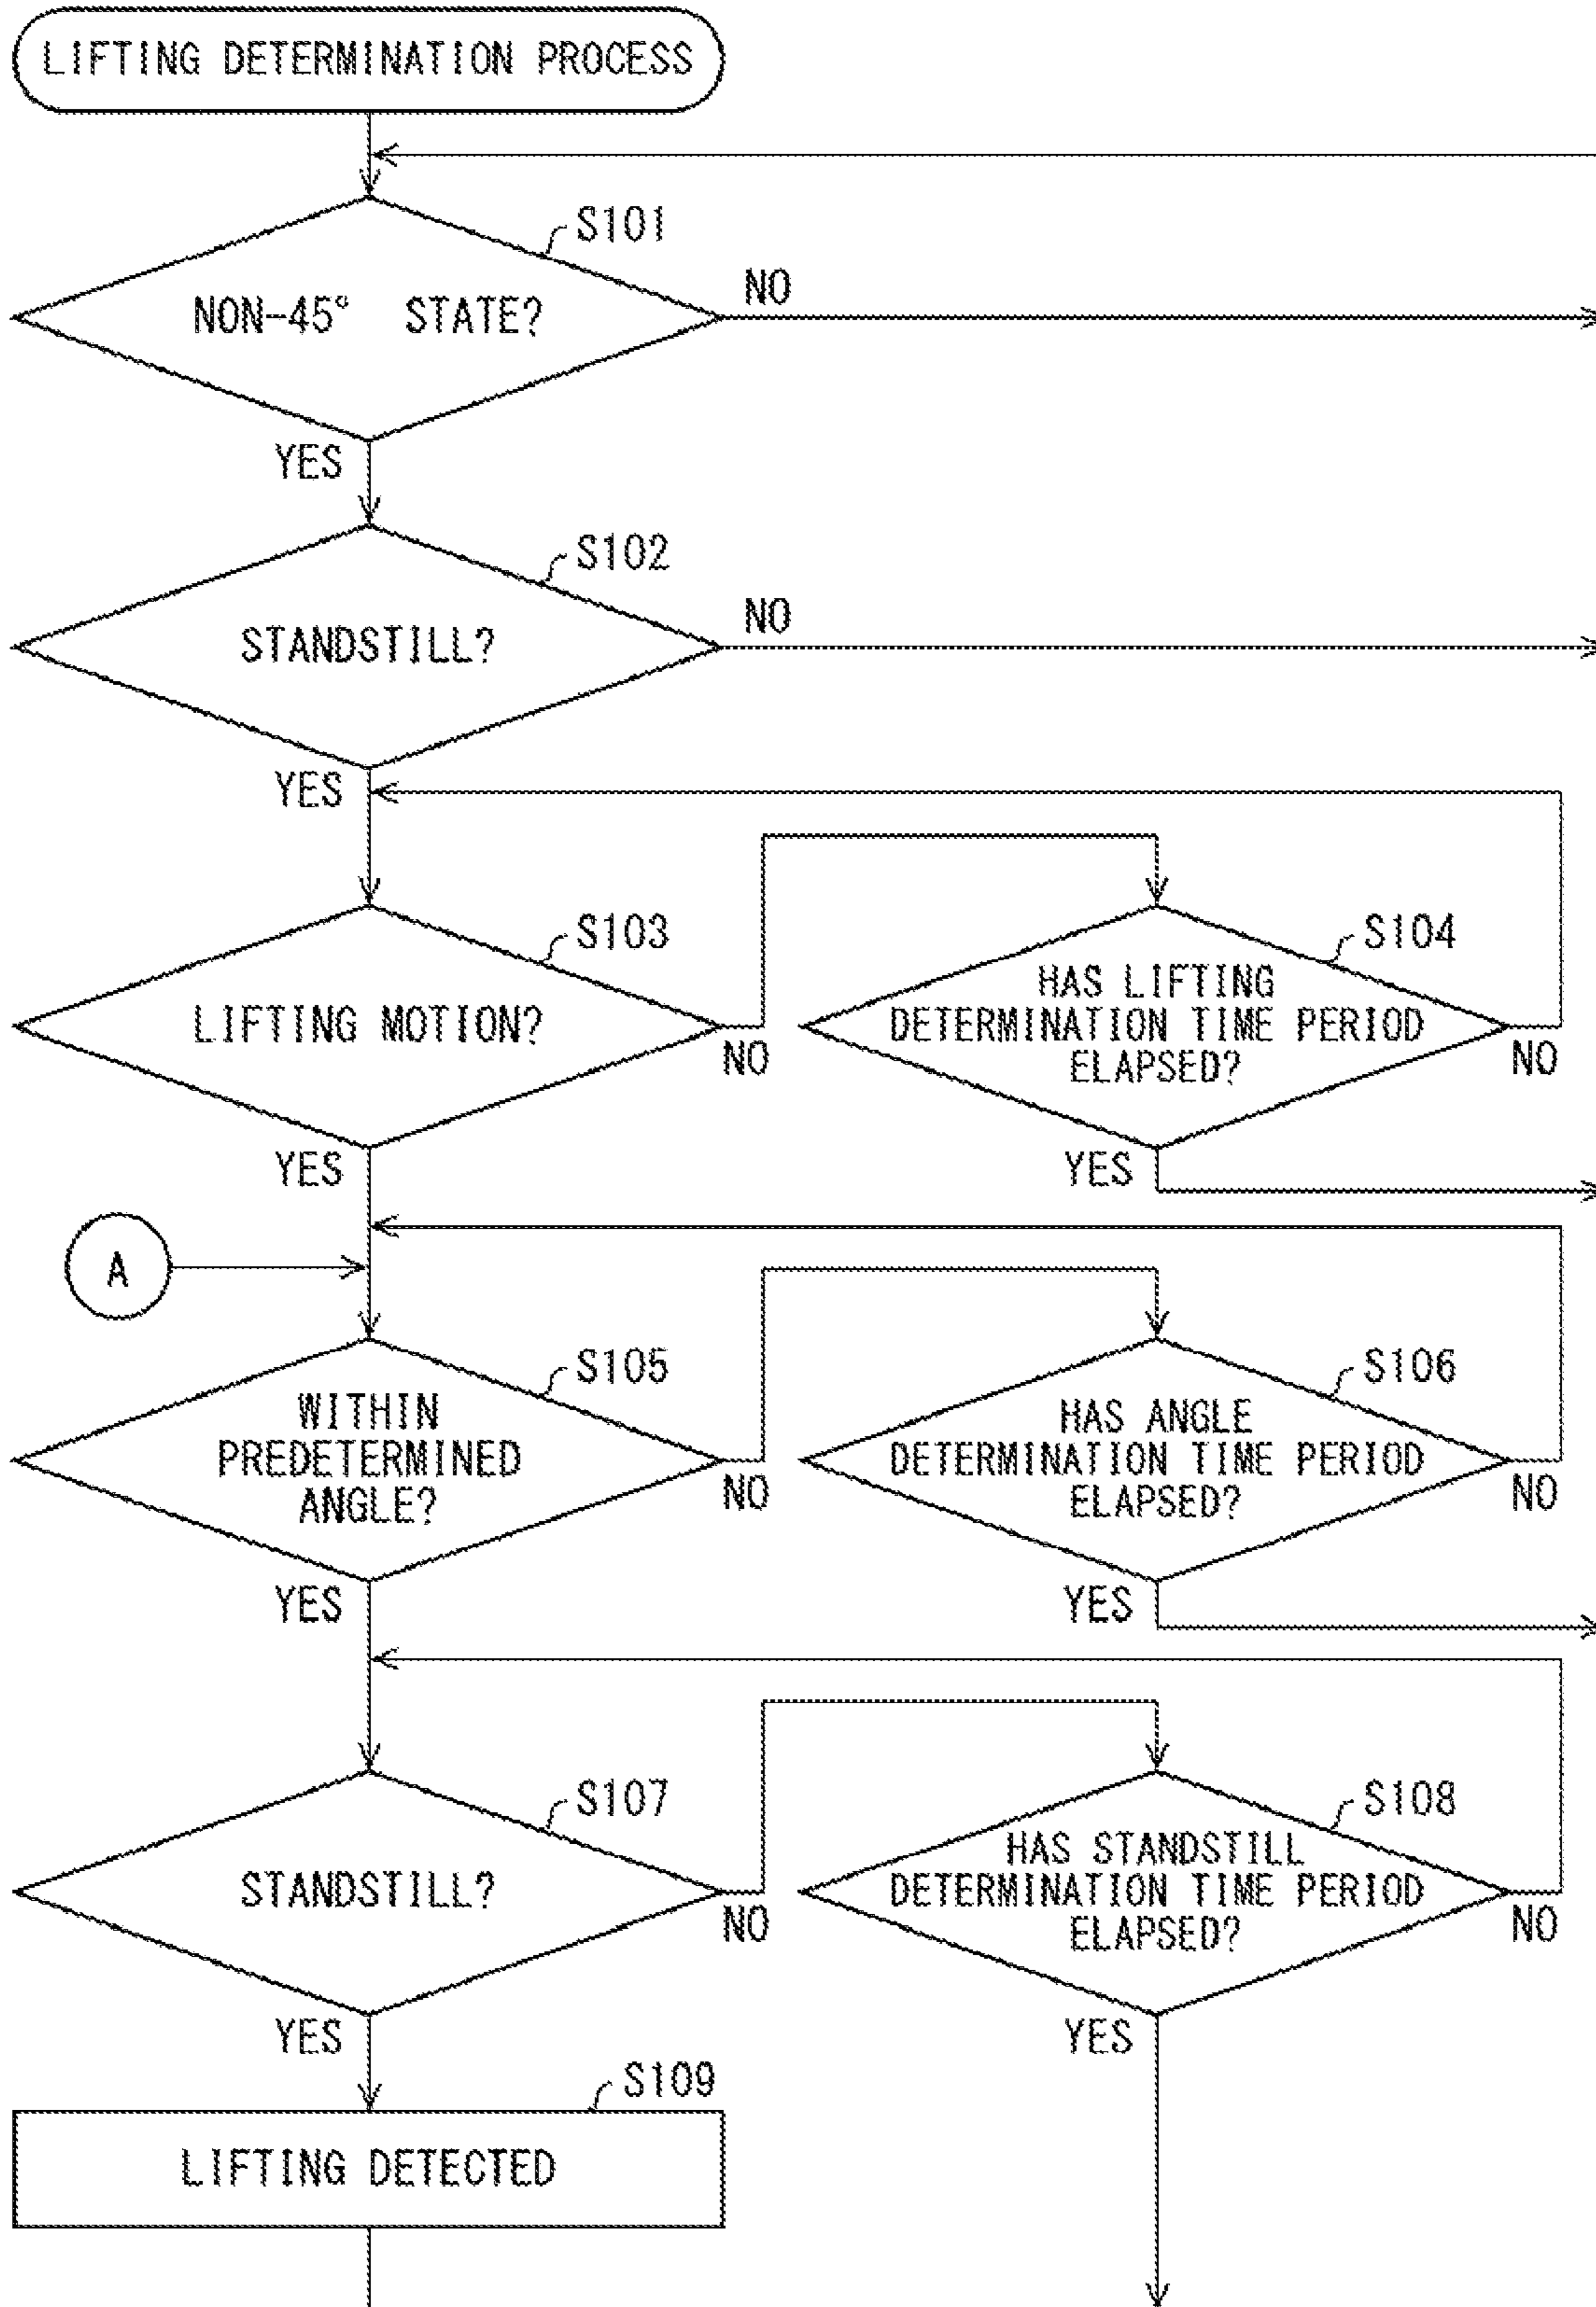 LIFTING DETERMINATION PROCESS
S101
NON-45° STATE?
NO
YES
S102
STANDSTILL?
NO
YES
S103
LIFTING MOTION?
NO
YES
S104
HAS LIFTING
DETERMINATION TIME PERIOD
ELAPSED?
NO
YES
A
S105
WITHIN
PREDETERMINED
ANGLE?
NO
YES
S106
HAS ANGLE
DETERMINATION TIME PERIOD
ELAPSED?
NO
YES
S107
STANDSTILL?
NO
YES
S108
HAS STANDSTILL
DETERMINATION TIME PERIOD
ELAPSED?
NO
YES
S109
LIFTING DETECTED